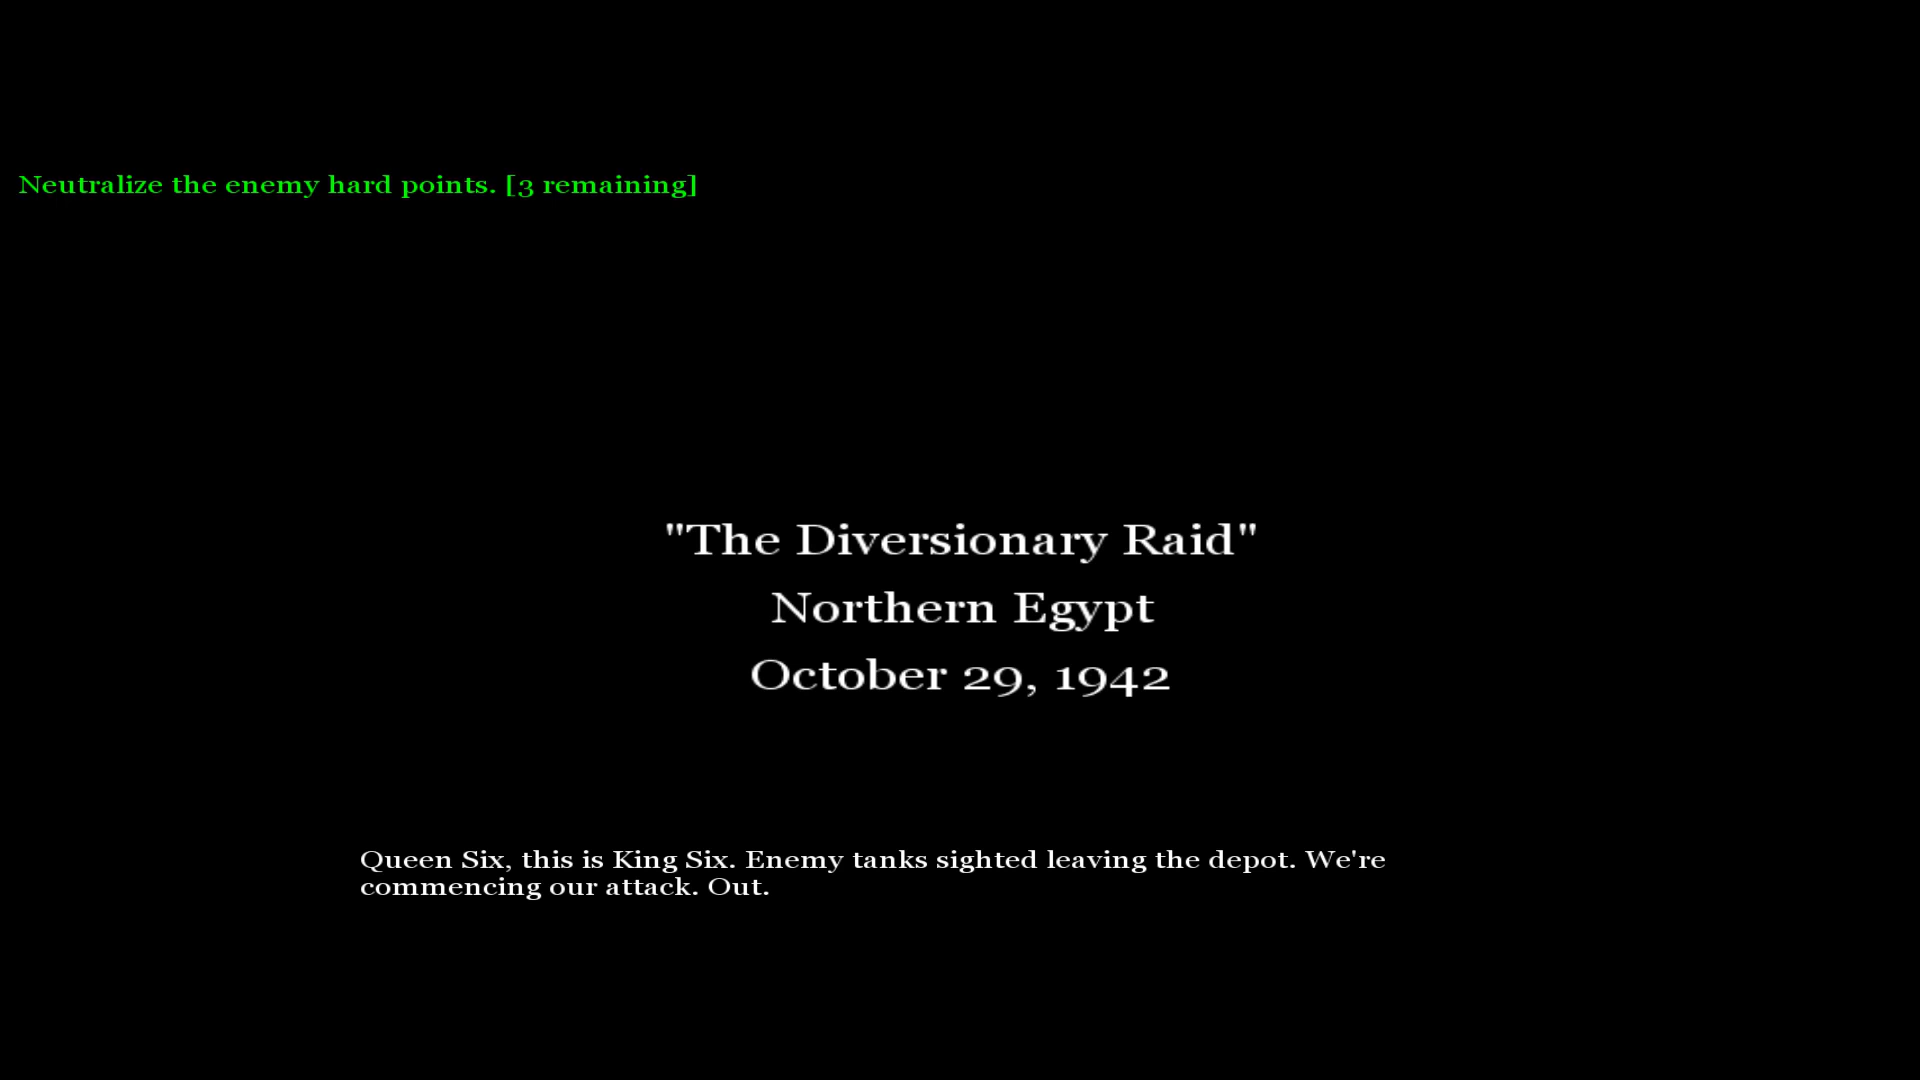 Neutralize the enemy hard points. [3 remaining]
"The Diversionary Raid"
Northern Egypt
October 29, 1942
Queen Six, this is King Six. Enemy tanks sighted leaving the depot. We're
commencing our attack. Out.